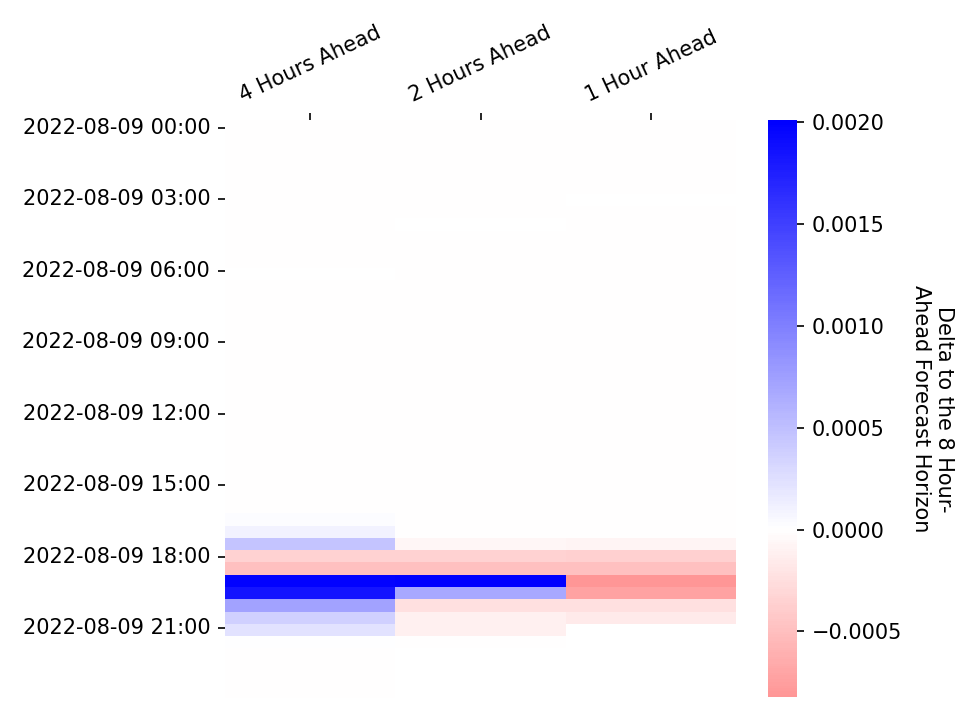 4 Hours Ahead
2 Hours Ahead
1 Hour Ahead
2022-08-09 00:00
2022-08-09 03:00
2022-08-09 06:00
2022-08-09 09:00
2022-08-09 12:00
2022-08-09 15:00
2022-08-09 18:00
2022-08-09 21:00
0.0020
0.0015
0.0010
0.0005
0.0000
−0.0005
Delta to the 8 Hour-
Ahead Forecast Horizon